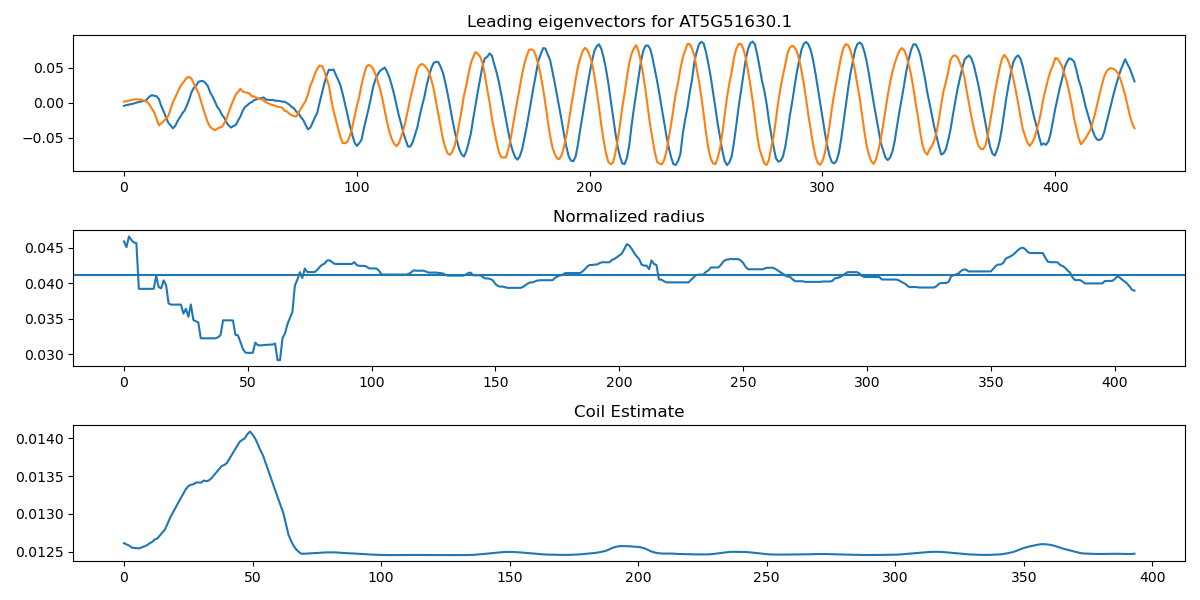 Leading eigenvectors for AT5G51630.1
0.05
0.00
−0.05
0 100 200 300 400
Normalized radius
0.045
0.040
0.035
0.030
0 50 100 150 200 250 300 350 400
Coil Estimate
0.0140
0.0135
0.0130
0.0125
0 50 100 150 200 250 300 350 400